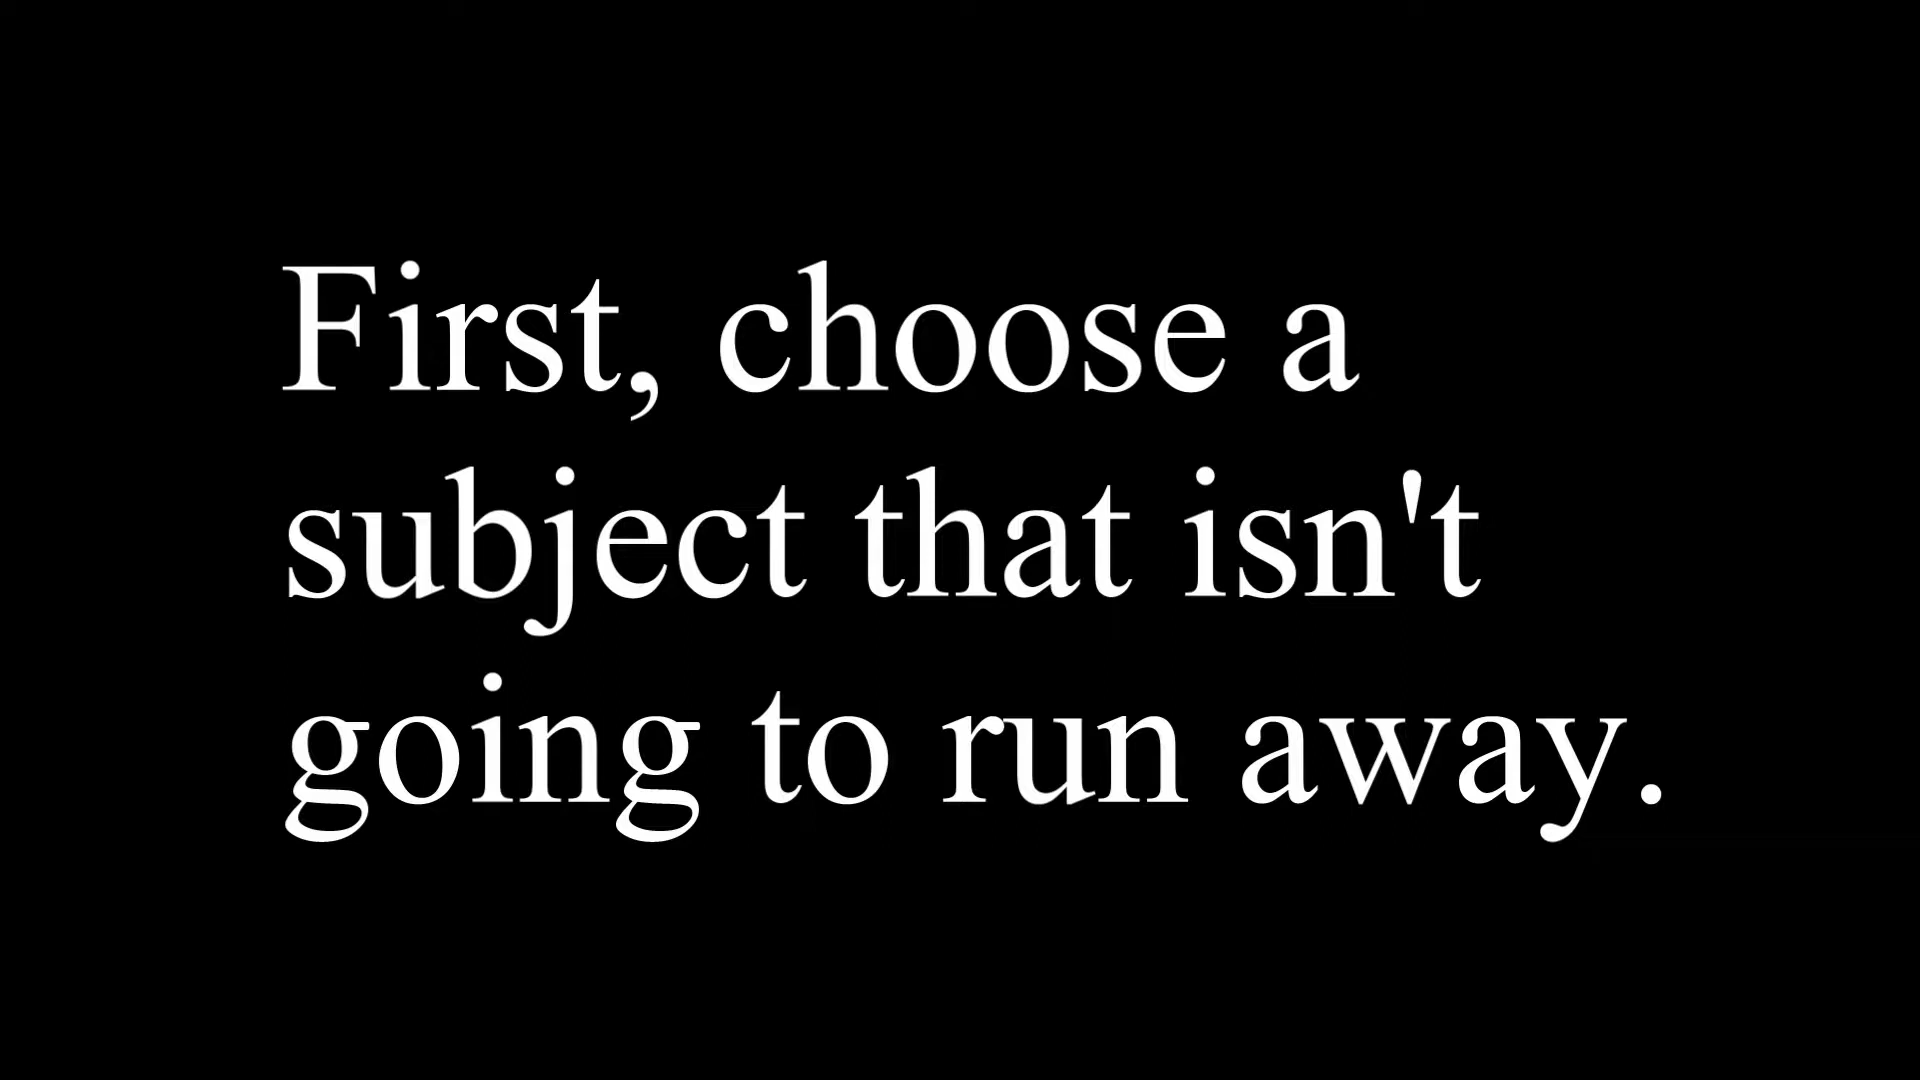 First, choose a
subject that isn't
going to run away.